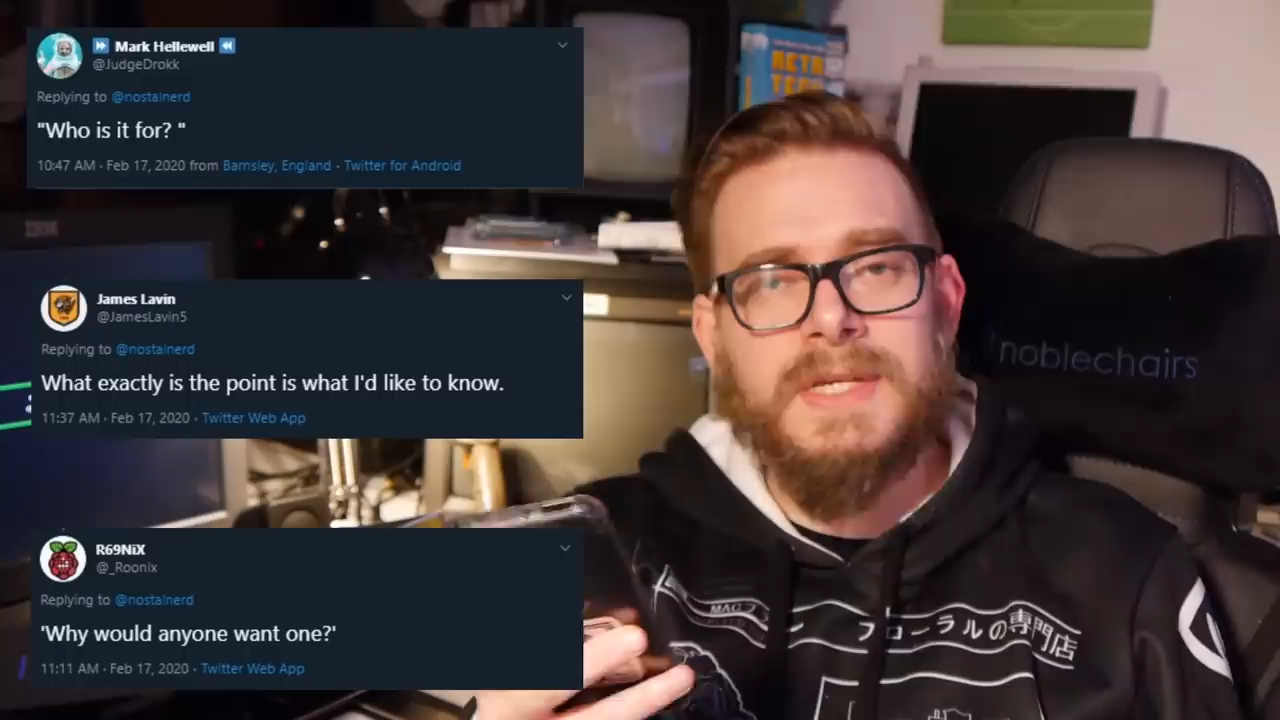 Mark Hellewell
@JudgeDrokk
Replying to @nostalnerd
"Who is it for? "
10:47 AM · Feb 17, 2020 from Barnsley, England · Twitter for Android
James Lavin
@JamesLavin5
Replying to @nostalnerd
What exactly is the point is what I'd like to know.
11:37 AM · Feb 17, 2020 · Twitter Web App
R69NiX
@_Roonix
Replying to @nostalnerd
'Why would anyone want one?'
11:11 AM · Feb 17, 2020 · Twitter Web App
IBM
noblechairs
フローラルの専門店